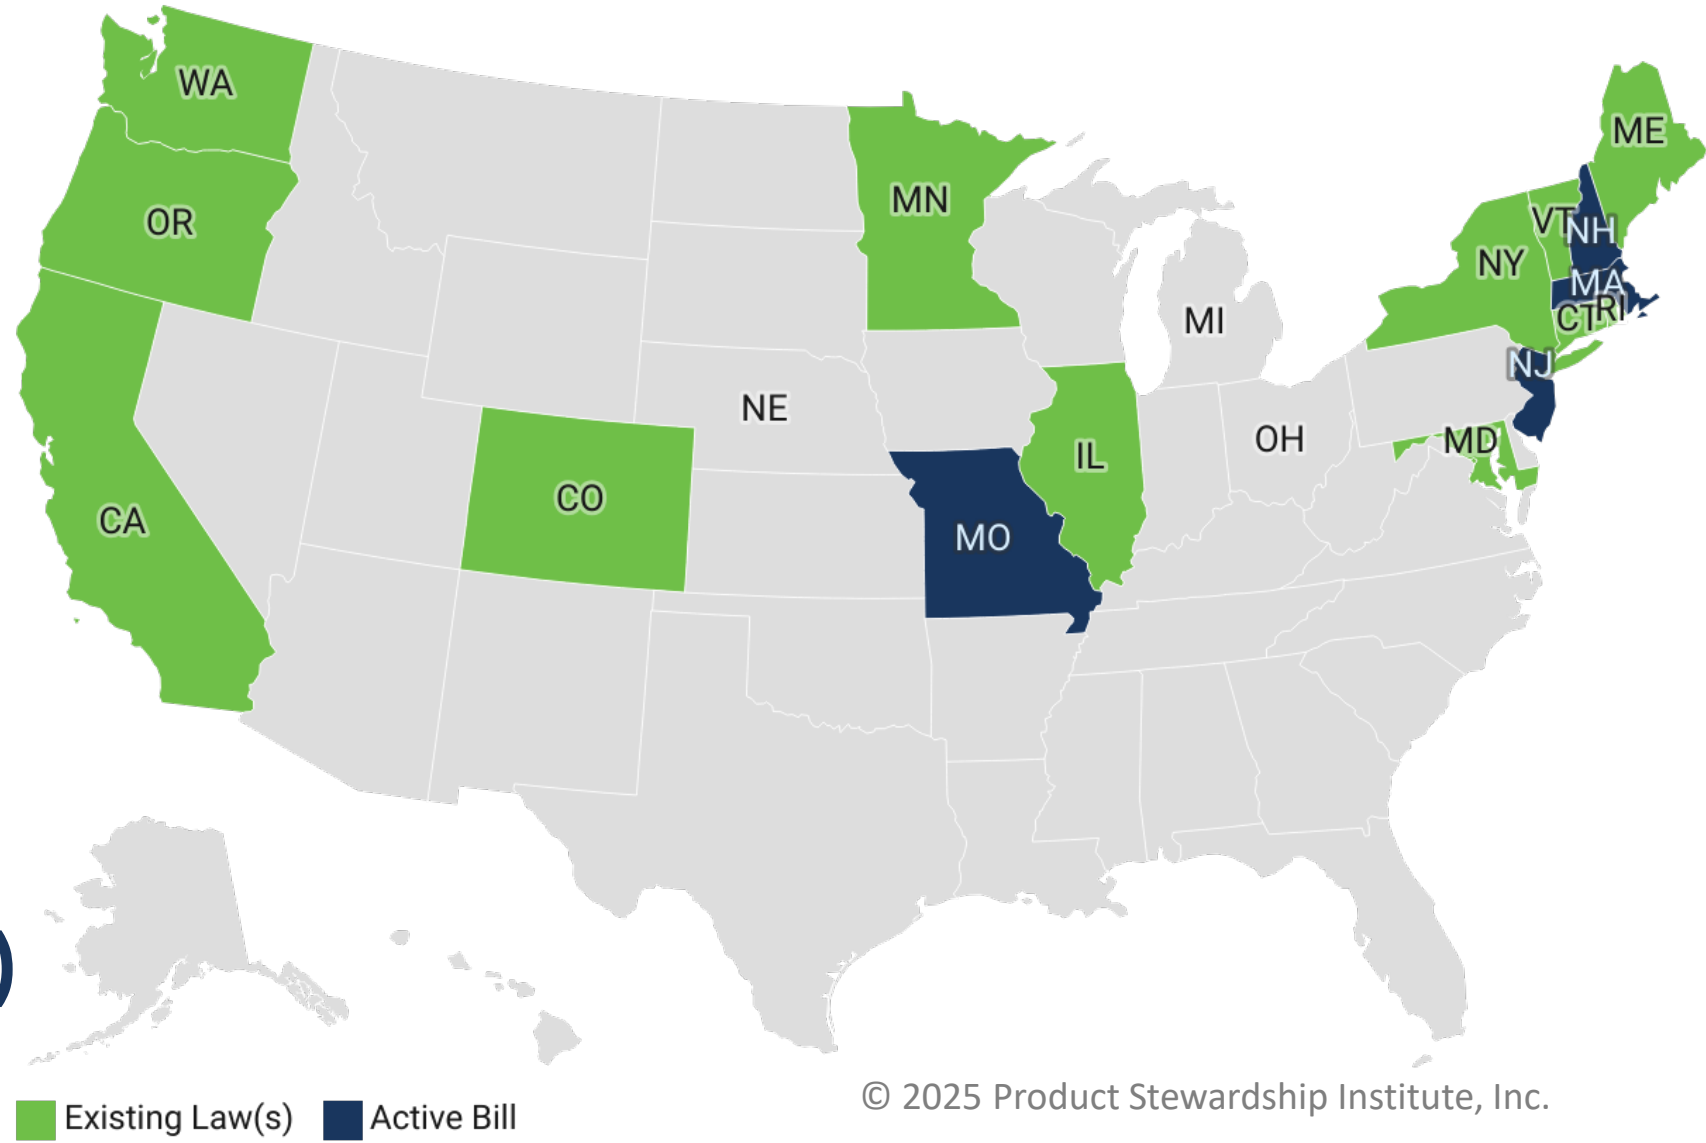 WA
ME
MN
OR
VT
NH
NY
MA
RI
CT
MI
NJ
NE
OH
MD
IL
CO
CA
MO
)
© 2025 Product Stewardship Institute, Inc.
Existing Law(s) Active Bill